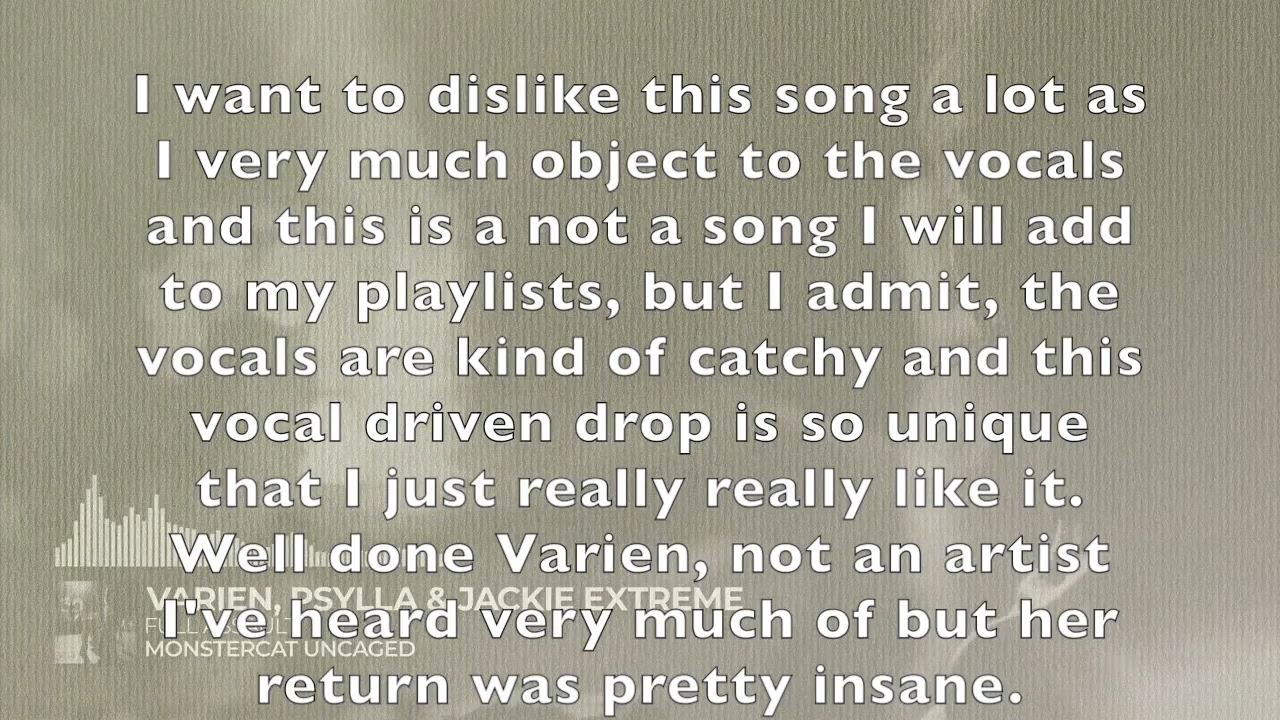 I want to dislike this song a lot as
I very much object to the vocals
and this is a not a song I will add
to my playlists, but I admit, the
vocals are kind of catchy and this
vocal driven drop is so unique
that I just really really like it.
Well done Varien, not an artist
VARIEN, PSYLLA & JACKIE EXTREME
I've heard very much of but her
FULL ASSAULT
MONSTERCAT UNCAGED
return was pretty insane.